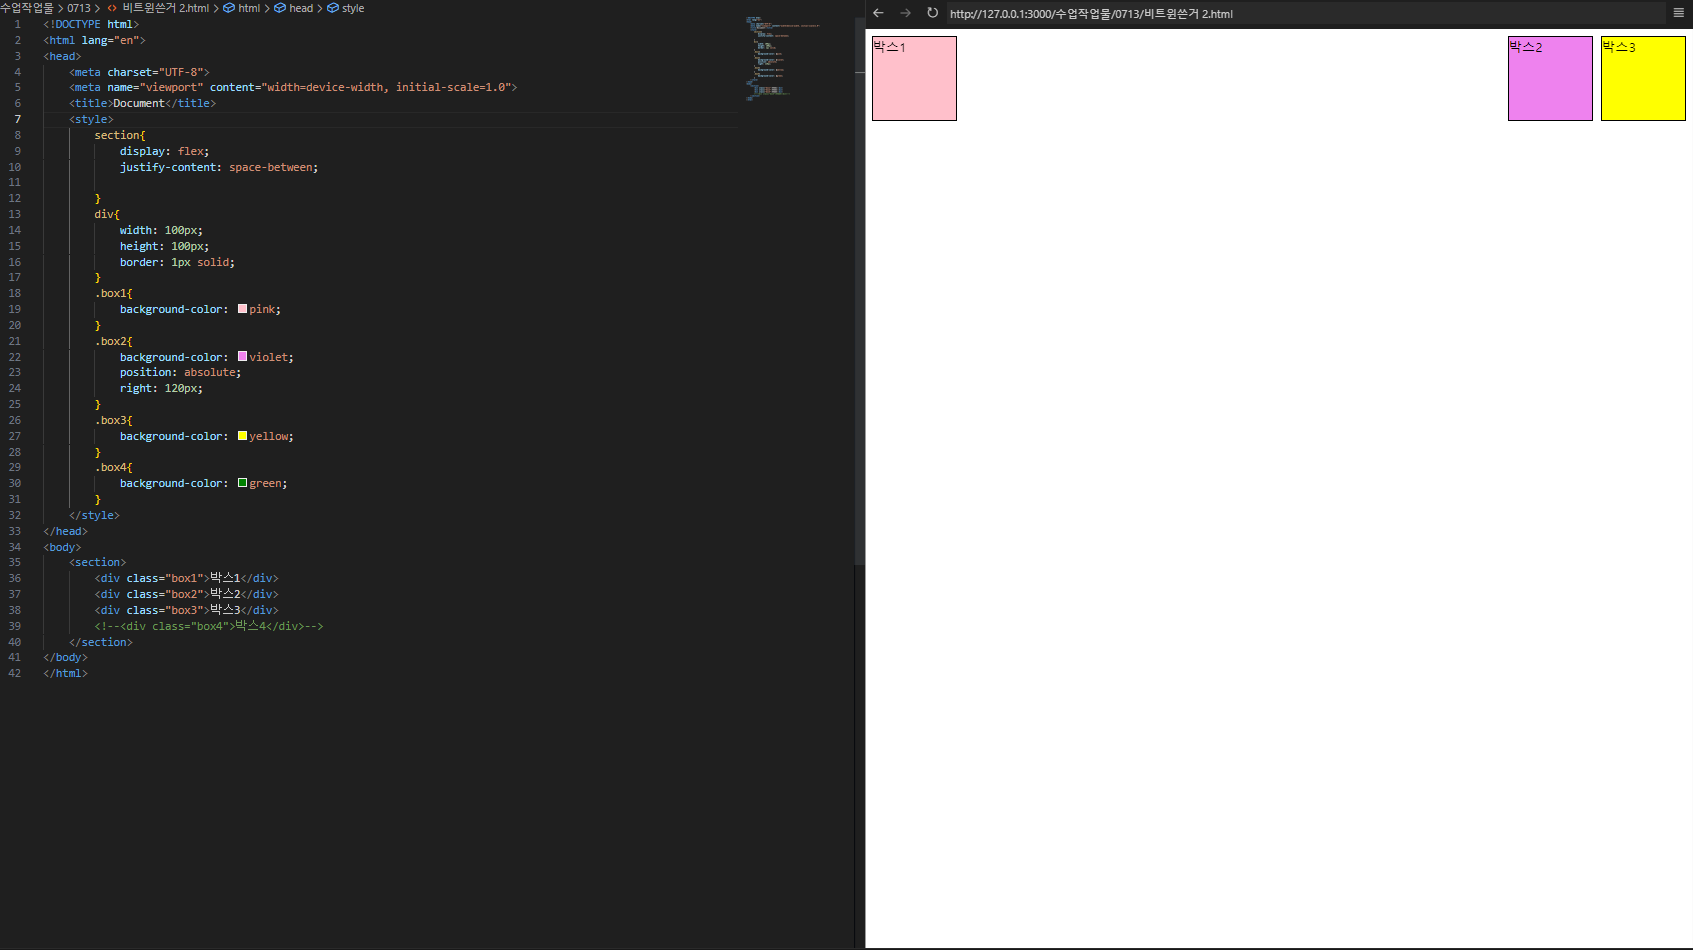 수업작업물 > 0713 > <> 비트윈쓴거 2.html > html > head > style
1 <!DOCTYPE html>
2 <html lang="en">
3 <head>
4 <meta charset="UTF-8">
5 <meta name="viewport" content="width=device-width, initial-scale=1.0">
6 <title>Document</title>
7 <style>
8 section{
9 display: flex;
10 justify-content: space-between;
11
12 }
13 div{
14 width: 100px;
15 height: 100px;
16 border: 1px solid;
17 }
18 .box1{
19 background-color: pink;
20 }
21 .box2{
22 background-color: violet;
23 position: absolute;
24 right: 120px;
25 }
26 .box3{
27 background-color: yellow;
28 }
29 .box4{
30 background-color: green;
31 }
32 </style>
33 </head>
34 <body>
35 <section>
36 <div class="box1">박스1</div>
37 <div class="box2">박스2</div>
38 <div class="box3">박스3</div>
39 <!--<div class="box4">박스4</div>-->
40 </section>
41 </body>
42 </html>
http://127.0.0.1:3000/수업작업물/0713/비트윈쓴거 2.html
박스1 박스2 박스3